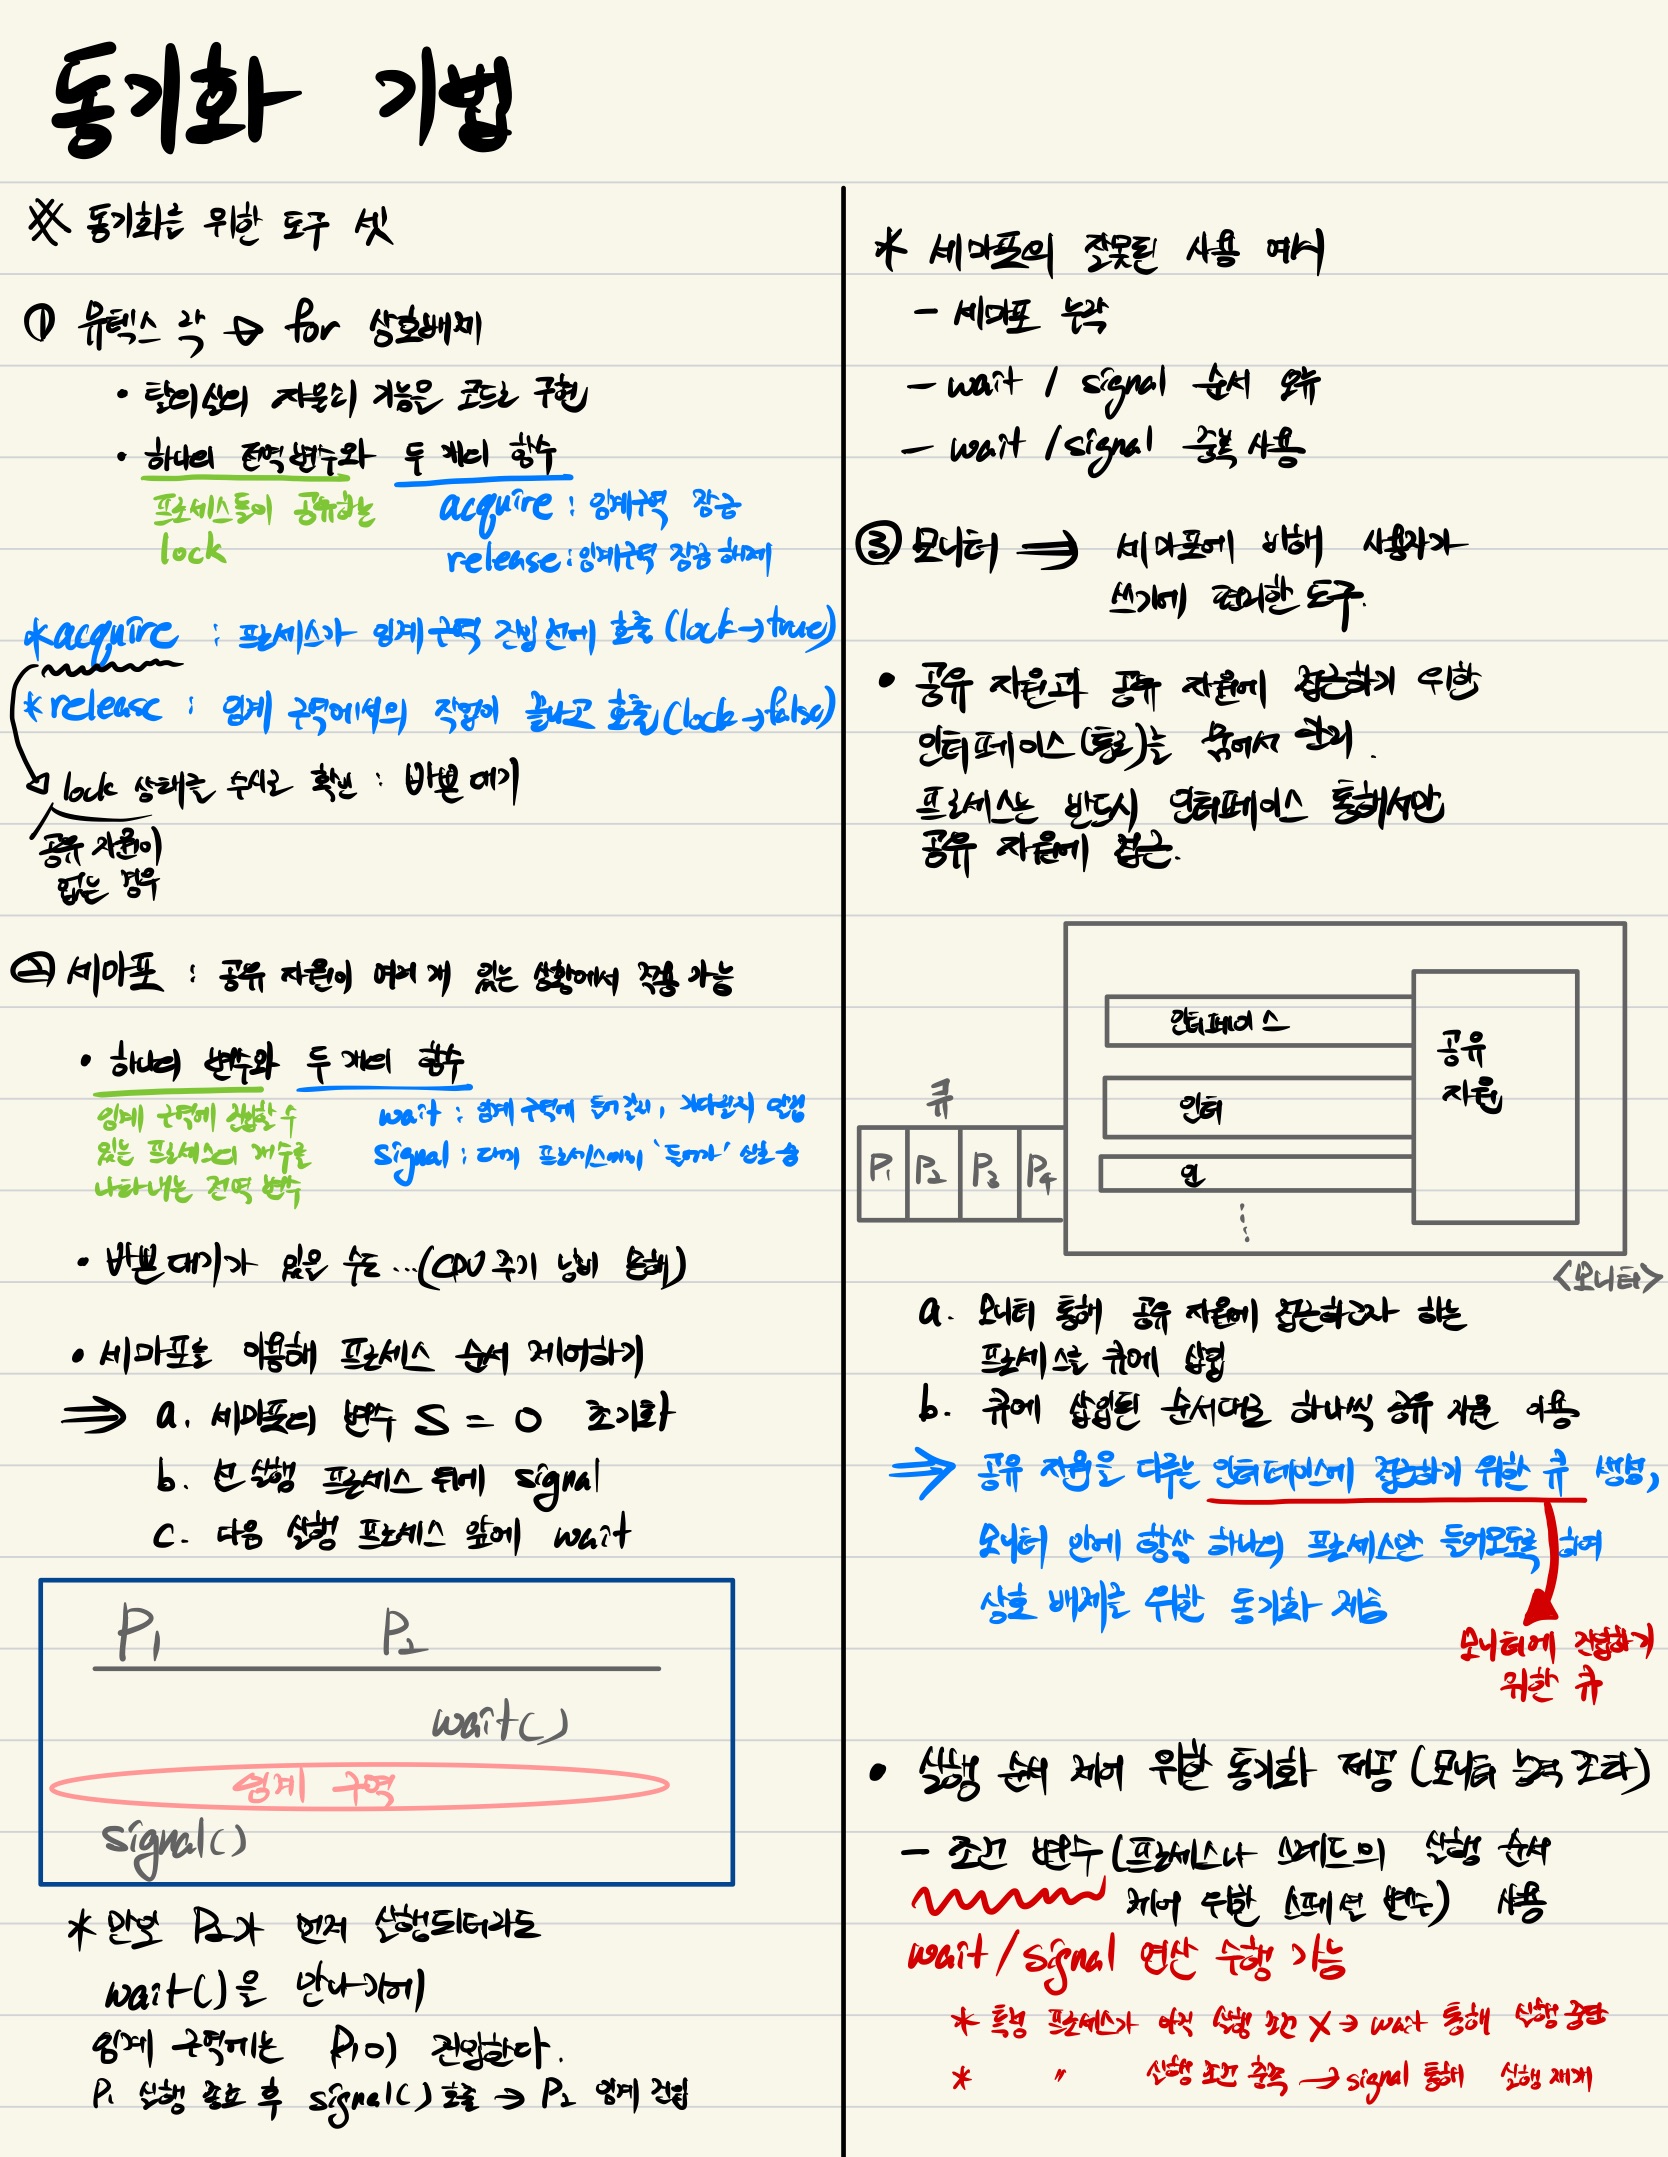 동기화 기법
※ 동기화를 위한 도구 셋
① 뮤텍스 락 → for 상호배제
• 탈의실의 자물쇠 기능을 코드로 구현
• 하나의 전역 변수와 두 개의 함수
프로세스들이 공유하는
lock
acquire : 임계구역 잠금
release : 임계구역 잠금 해제
*acquire : 프로세스가 임계 구역 진입 전에 호출 (lock→true)
*release : 임계 구역에서의 작업이 끝나고 호출 (lock→false)
lock 상태를 수시로 확인 : 바쁜 대기
공유 자원이
없는 경우
② 세마포 : 공유 자원이 여러 개 있는 상황에서 적용 가능
• 하나의 변수와 두 개의 함수
임계 구역에 진입할 수
있는 프로세스의 개수를
나타내는 전역 변수
wait : 임계 구역에 들어갈지, 기다릴지 결정
signal : 대기 프로세스에게 '들어가' 신호 송
• 바쁜 대기가 있을 수도 ...(CPU 주기 낭비 손해)
• 세마포를 이용해 프로세스 순서 제어하기
⇒ a. 세마포의 변수 S = 0 초기화
b. 선 실행 프로세스 뒤에 signal
c. 다음 실행 프로세스 앞에 wait
P1 P2
wait()
임계 구역
signal()
* 만약 P2가 먼저 실행되더라도
wait()을 만나기에
임계 구역에는 P1이 진입한다.
P1 실행 종료 후 signal() 호출 → P2 임계 진입
* 세마포의 잘못된 사용 예시
- 세마포 누락
- wait / signal 순서 오류
- wait / signal 중복 사용
③ 모니터 ⇒ 세마포에 비해 사용자가
쓰기에 편리한 도구.
• 공유 자원과 공유 자원에 접근하기 위한
인터페이스(통로)를 묶어서 관리.
프로세스는 반드시 인터페이스 통해서만
공유 자원에 접근.
인터페이스
공유
자원
큐
인터
P1 P2 P3 P4
인
<모니터>
a. 모니터 통해 공유 자원에 접근하고자 하는
프로세스를 큐에 삽입
b. 큐에 삽입된 순서대로 하나씩 공유 자원 이용
⇒ 공유 자원을 다루는 인터페이스에 접근하기 위한 큐 생성,
모니터 안에 항상 하나의 프로세스만 들어오도록 하여
상호 배제를 위한 동기화 제공
모니터에 진입하기
위한 큐
• 실행 순서 제어 위한 동기화 제공 (모니터 능력 조타)
- 조건 변수 (프로세스나 스레드의 실행 순서
제어 위한 스페셜 변수) 사용
wait/signal 연산 수행 가능
* 특정 프로세스가 아직 실행 조건 X → wait 통해 실행 중단
* 〃 실행 조건 충족 → signal 통해 실행 재개